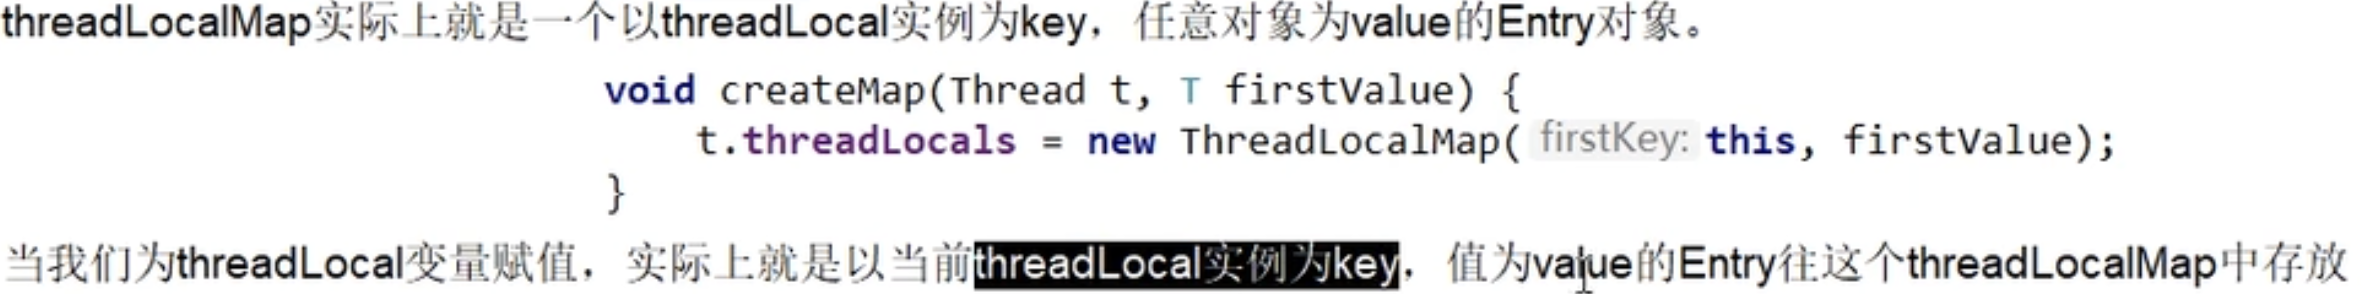 threadLocalMap实际上就是一个以threadLocal实例为key，任意对象为value的Entry对象。
void createMap(Thread t, T firstValue) {
t.threadLocals = new ThreadLocalMap( firstKey: this, firstValue);
}
当我们为threadLocal变量赋值，实际上就是以当前threadLocal实例为key，值为value的Entry往这个threadLocalMap中存放